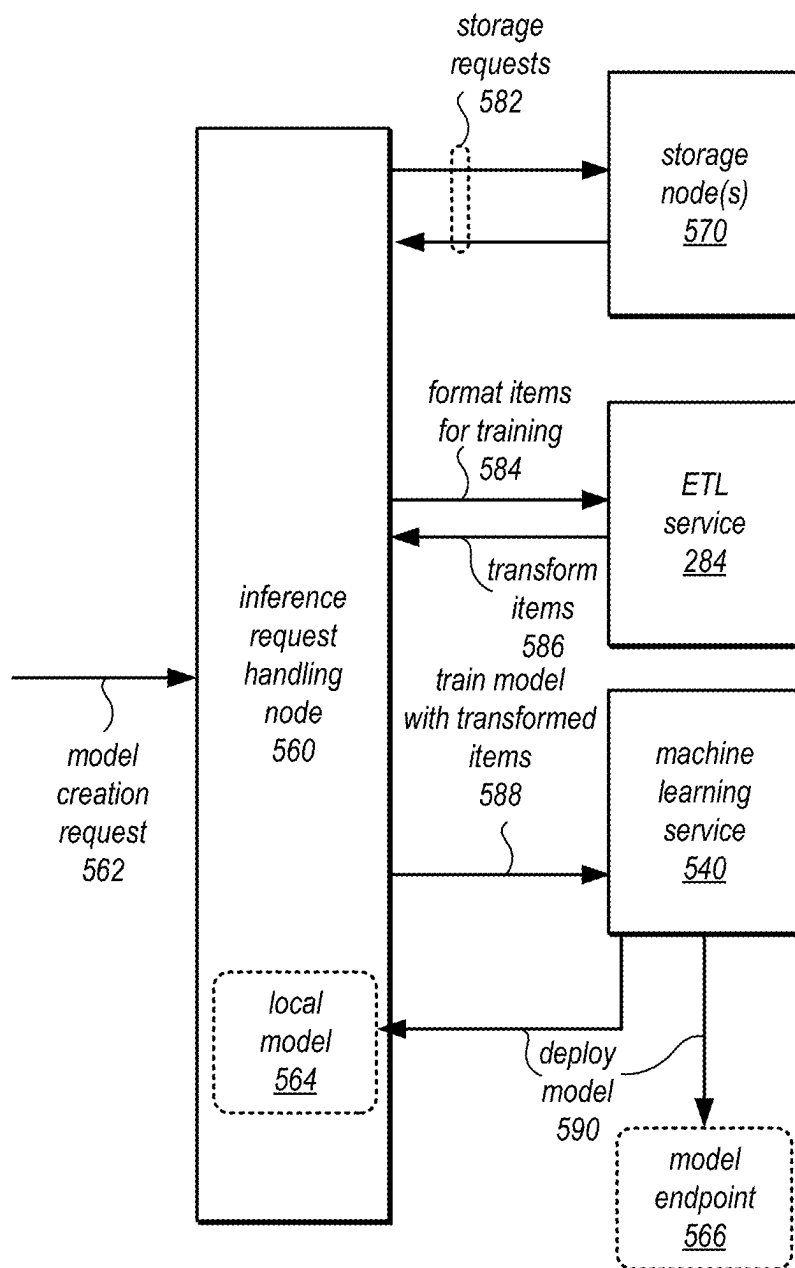 storage
requests
582
storage
node(s)
570
format items
for training
584
ETL
service
284
transform
items
586
inference
request
handling
node
560
model
creation
request
562
train model
with transformed
items
588
machine
learning
service
540
local
model
564
deploy
model
590
model
endpoint
566